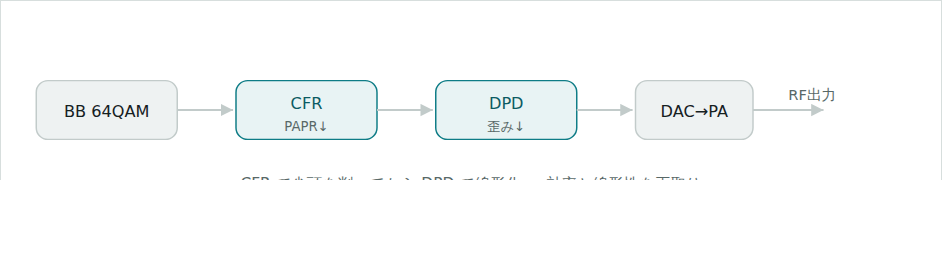 BB 64QAM
CFR
PAPR↓
DPD
歪み↓
DAC→PA
RF出力